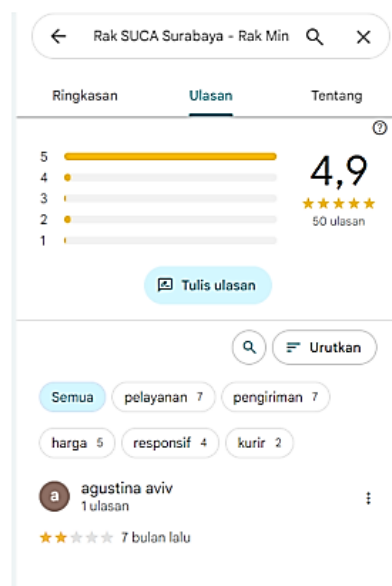 Rak SUCA Surabaya - Rak Min
Ringkasan Ulasan Tentang
5
4
3
2
1
4,9
50 ulasan
Tulis ulasan
Urutkan
Semua pelayanan 7 pengiriman 7
harga 5 responsif 4 kurir 2
a
agustina aviv
1 ulasan
7 bulan lalu